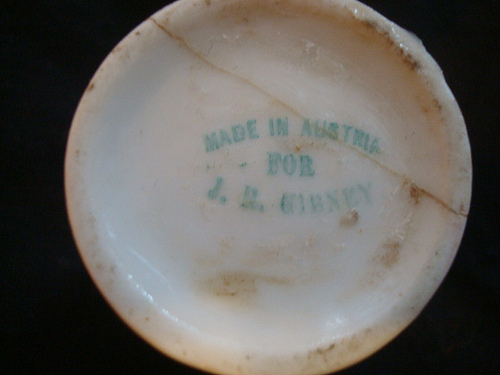 MADE IN AUSTRIA
FOR
J. R. GIBNEY